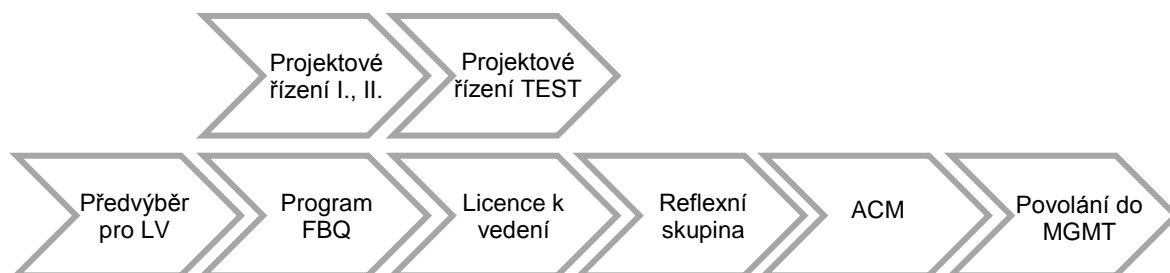 Projektové
řízení I., II.
Projektové
řízení TEST
Předvýběr
pro LV
Program
FBQ
Licence k
vedení
Reflexní
skupina
ACM
Povolání do
MGMT